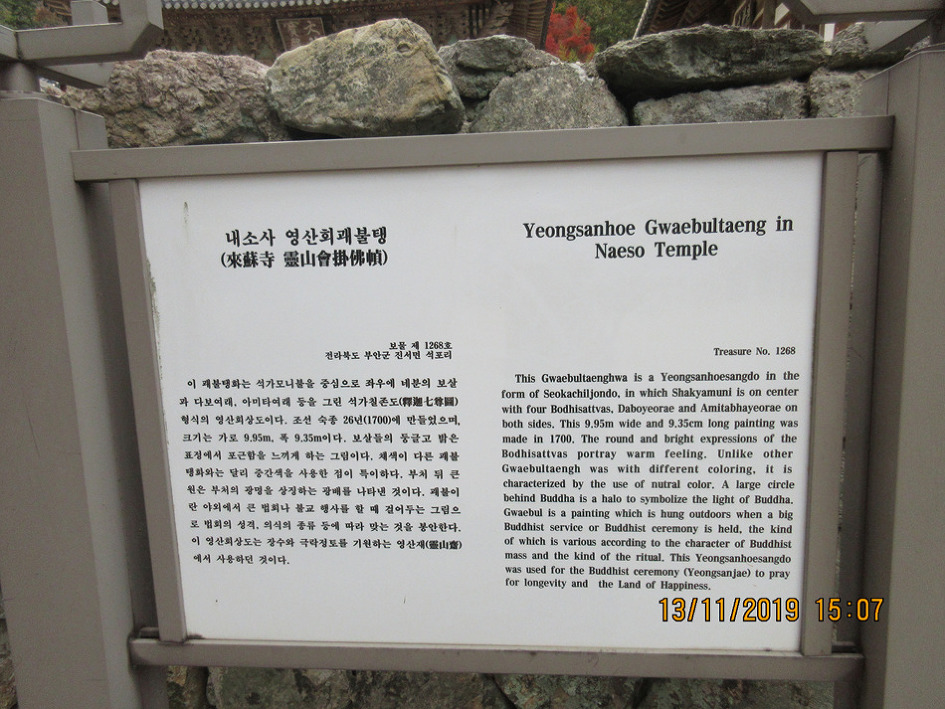 내소사 영산회괘불탱
(來蘇寺 靈山會掛佛幀)
보물 제 1268호
전라북도 부안군 진서면 석포리
이 괘불탱화는 석가모니불을 중심으로 좌우에 네분의 보살
과 다보여래, 아미타여래 등을 그린 석가칠존도(釋迦七尊圖)
형식의 영산회상도이다. 조선 숙종 26년(1700)에 만들었으며,
크기는 가로 9.95m, 폭 9.35m이다. 보살들의 둥글고 밝은
표정에서 포근함을 느끼게 하는 그림이다. 채색이 다른 괘불
탱화와는 달리 중간색을 사용한 점이 특이하다. 부처 뒤 큰
원은 부처의 광명을 상징하는 광배를 나타낸 것이다. 괘불이
란 야외에서 큰 법회나 불교 행사를 할 때 걸어두는 그림으
로 법회의 성격, 의식의 종류 등에 따라 맞는 것을 봉안한다.
이 영산회상도는 장수와 극락정토를 기원하는 영산재(靈山齋)
에서 사용하던 것이다.
Yeongsanhoe Gwaebultaeng in
Naeso Temple
Treasure No. 1268
This Gwaebultaenghwa is a Yeongsanhoesangdo in the
form of Seokachiljondo, in which Shakyamuni is on center
with four Bodhisattvas, Daboyeorae and Amitabhayeorae on
both sides. This 9.95m wide and 9.35cm long painting was
made in 1700. The round and bright expressions of the
Bodhisattvas portray warm feeling. Unlike other
Gwaebultaengh was with different coloring, it is
characterized by the use of nutral color. A large circle
behind Buddha is a halo to symbolize the light of Buddha.
Gwaebul is a painting which is hung outdoors when a big
Buddhist service or Buddhist ceremony is held, the kind
of which is various according to the character of Buddhist
mass and the kind of the ritual. This Yeongsanhoesangdo
was used for the Buddhist ceremony (Yeongsanjae) to pray
for longevity and the Land of Happiness.
13/11/2019 15:07